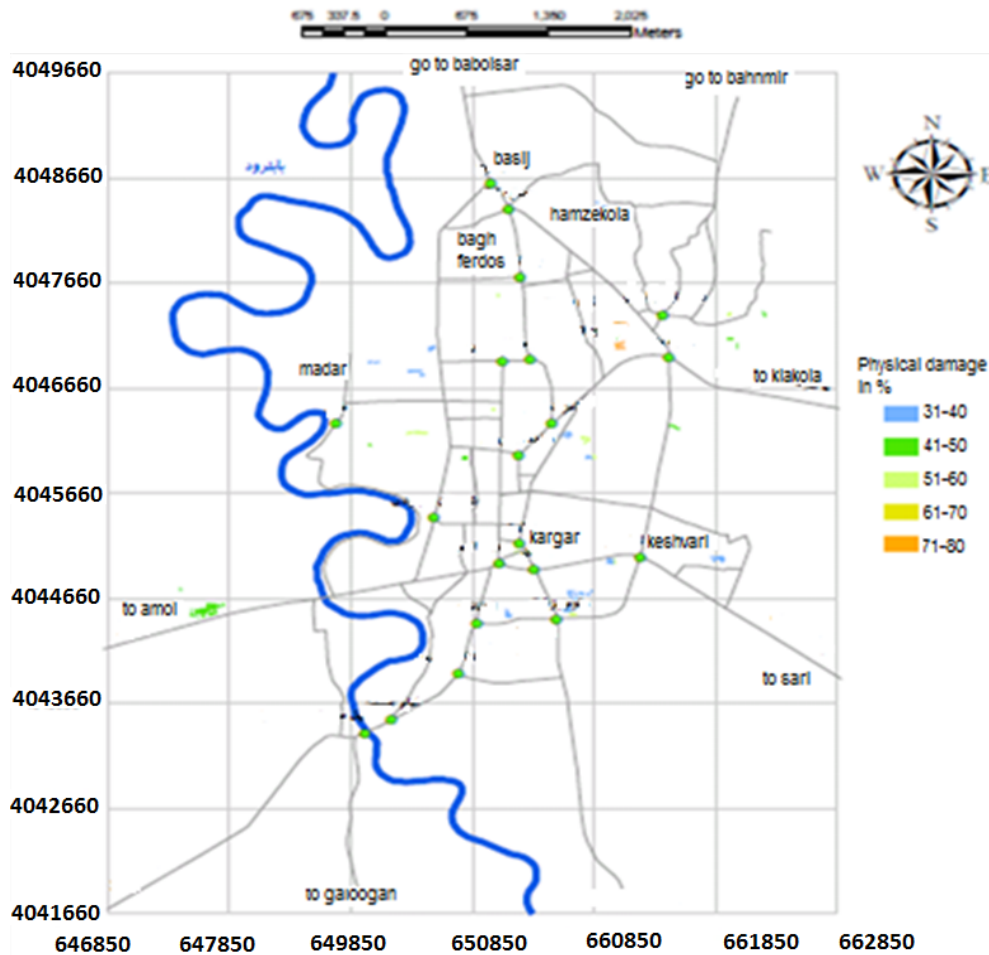 675 337.5 0 675 1,350 2,025
Meters
4049660
go to babolsar
go to bahnmir
N
basij
بابلرود
4048660
W
E
hamzekola
S
bagh
ferdos
4047660
madar
4046660
to kiakola
Physical damage
in %
31-40
41-50
51-60
61-70
71-80
4045660
kargar
keshvari
4044660
to amol
to sari
4043660
4042660
to galoogan
4041660
646850 647850 649850 650850 660850 661850 662850